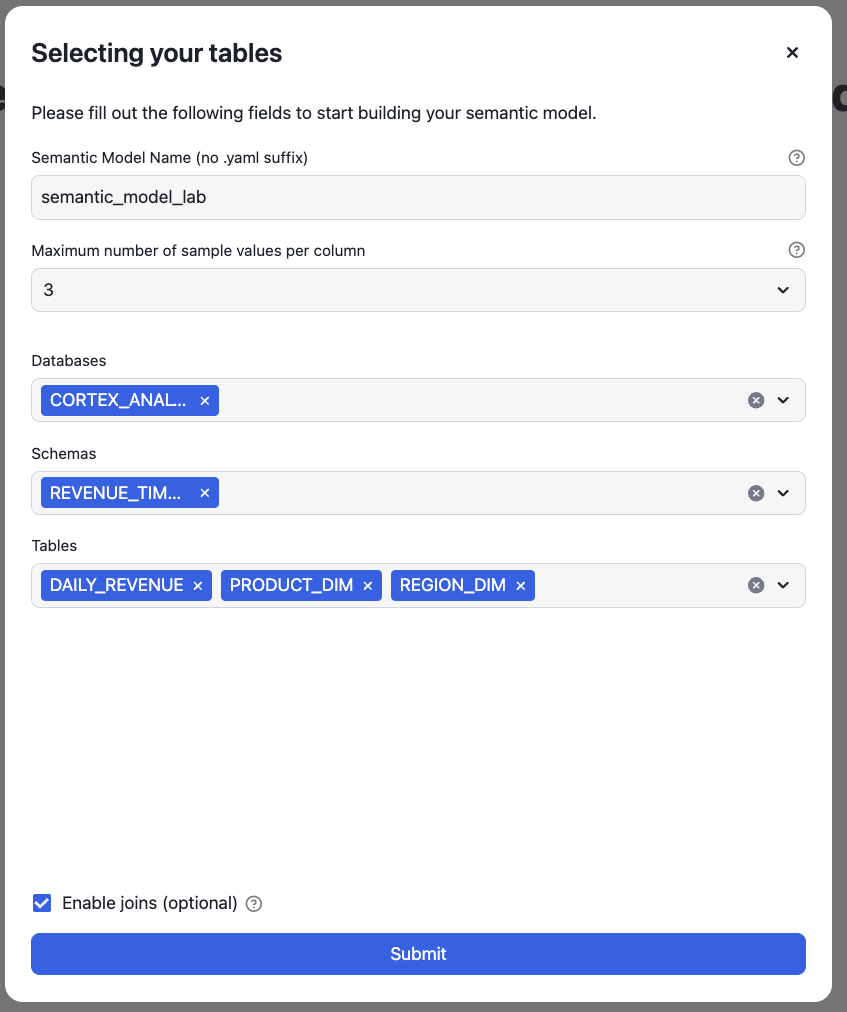 Selecting your tables
Please fill out the following fields to start building your semantic model.
Semantic Model Name (no .yaml suffix)
semantic_model_lab
Maximum number of sample values per column
3
Databases
CORTEX_ANAL...
Schemas
REVENUE_TIM...
Tables
DAILY_REVENUE PRODUCT_DIM REGION_DIM
Enable joins (optional)
Submit